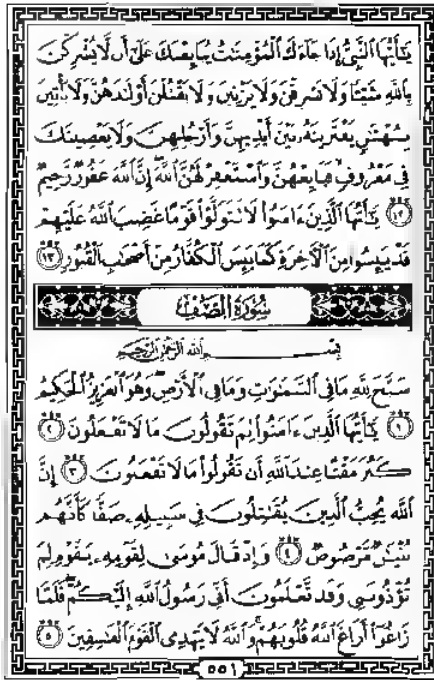 يَٰٓأَيُّهَا ٱلنَّبِىُّ إِذَا جَآءَكَ ٱلْمُؤْمِنَٰتُ يُبَايِعْنَكَ عَلَىٰٓ أَن لَّا يُشْرِكْنَ
بِٱللَّهِ شَيْـًٔا وَلَا يَسْرِقْنَ وَلَا يَزْنِينَ وَلَا يَقْتُلْنَ أَوْلَٰدَهُنَّ وَلَا يَأْتِينَ
بِبُهْتَٰنٍ يَفْتَرِينَهُۥ بَيْنَ أَيْدِيهِنَّ وَأَرْجُلِهِنَّ وَلَا يَعْصِينَكَ
فِى مَعْرُوفٍ فَبَايِعْهُنَّ وَٱسْتَغْفِرْ لَهُنَّ ٱللَّهَ إِنَّ ٱللَّهَ غَفُورٌ رَّحِيمٌ
١٢ يَٰٓأَيُّهَا ٱلَّذِينَ ءَامَنُوا۟ لَا تَتَوَلَّوْا۟ قَوْمًا غَضِبَ ٱللَّهُ عَلَيْهِمْ
قَدْ يَئِسُوا۟ مِنَ ٱلْءَاخِرَةِ كَمَا يَئِسَ ٱلْكُفَّارُ مِنْ أَصْحَٰبِ ٱلْقُبُورِ ١٣
سُورَةُ الصَّفِّ
بِسْمِ ٱللَّهِ ٱلرَّحْمَٰنِ ٱلرَّحِيمِ
سَبَّحَ لِلَّهِ مَا فِى ٱلسَّمَٰوَٰتِ وَمَا فِى ٱلْأَرْضِ وَهُوَ ٱلْعَزِيزُ ٱلْحَكِيمُ
١ يَٰٓأَيُّهَا ٱلَّذِينَ ءَامَنُوا۟ لِمَ تَقُولُونَ مَا لَا تَفْعَلُونَ ٢
كَبُرَ مَقْتًا عِندَ ٱللَّهِ أَن تَقُولُوا۟ مَا لَا تَفْعَلُونَ ٣ إِنَّ
ٱللَّهَ يُحِبُّ ٱلَّذِينَ يُقَٰتِلُونَ فِى سَبِيلِهِۦ صَفًّا كَأَنَّهُم
بُنْيَٰنٌ مَّرْصُوصٌ ٤ وَإِذْ قَالَ مُوسَىٰ لِقَوْمِهِۦ يَٰقَوْمِ لِمَ
تُؤْذُونَنِى وَقَد تَّعْلَمُونَ أَنِّى رَسُولُ ٱللَّهِ إِلَيْكُمْ فَلَمَّا
زَاغُوٓا۟ أَزَاغَ ٱللَّهُ قُلُوبَهُمْ وَٱللَّهُ لَا يَهْدِى ٱلْقَوْمَ ٱلْفَٰسِقِينَ ٥
٥٥١